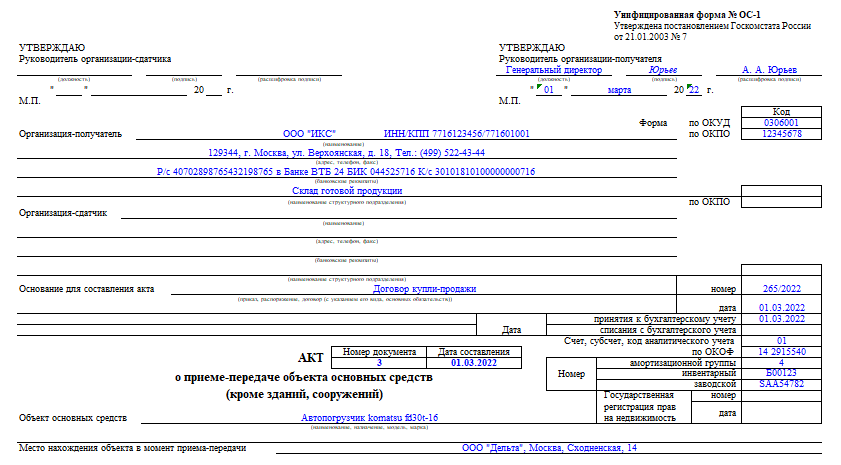 Унифицированная форма № ОС-1
Утверждена постановлением Госкомстата России
от 21.01.2003 № 7
УТВЕРЖДАЮ
Руководитель организации-сдатчика
(должность) (подпись) (расшифровка подписи)
" " 20 г.
М.П.
УТВЕРЖДАЮ
Руководитель организации-получателя
Генеральный директор Юрьев А. А. Юрьев
(должность) (подпись) (расшифровка подписи)
" 01 " марта 20 22 г.
М.П.
Код
Форма по ОКУД 0306001
Организация-получатель ООО "ИКС" ИНН/КПП 7716123456/771601001 по ОКПО 12345678
(наименование)
129344, г. Москва, ул. Верхоянская, д. 18, Тел.: (499) 522-43-44
(адрес, телефон, факс)
Р/с 40702898765432198765 в Банке ВТБ 24 БИК 044525716 К/с 30101810100000000716
(банковские реквизиты)
Склад готовой продукции
(наименование структурного подразделения) по ОКПО
Организация-сдатчик
(наименование)
(адрес, телефон, факс)
(банковские реквизиты)
(наименование структурного подразделения)
Основание для составления акта Договор купли-продажи номер 265/2022
(приказ, распоряжение, договор (с указанием его вида, основных обязательств))
дата 01.03.2022
Дата принятия к бухгалтерскому учету 01.03.2022
списания с бухгалтерского учета
Счет, субсчет, код аналитического учета 01
по ОКОФ 14 2915540
Номер амортизационной группы 4
инвентарный Б00123
заводской SAA54782
Государственная регистрация прав на недвижимость номер
дата
Номер документа Дата составления
АКТ 3 01.03.2022
о приеме-передаче объекта основных средств
(кроме зданий, сооружений)
Объект основных средств Автопогрузчик komatsu fd30t-16
(наименование, назначение, модель, марка)
Место нахождения объекта в момент приема-передачи ООО "Дельта", Москва, Сходненская, 14